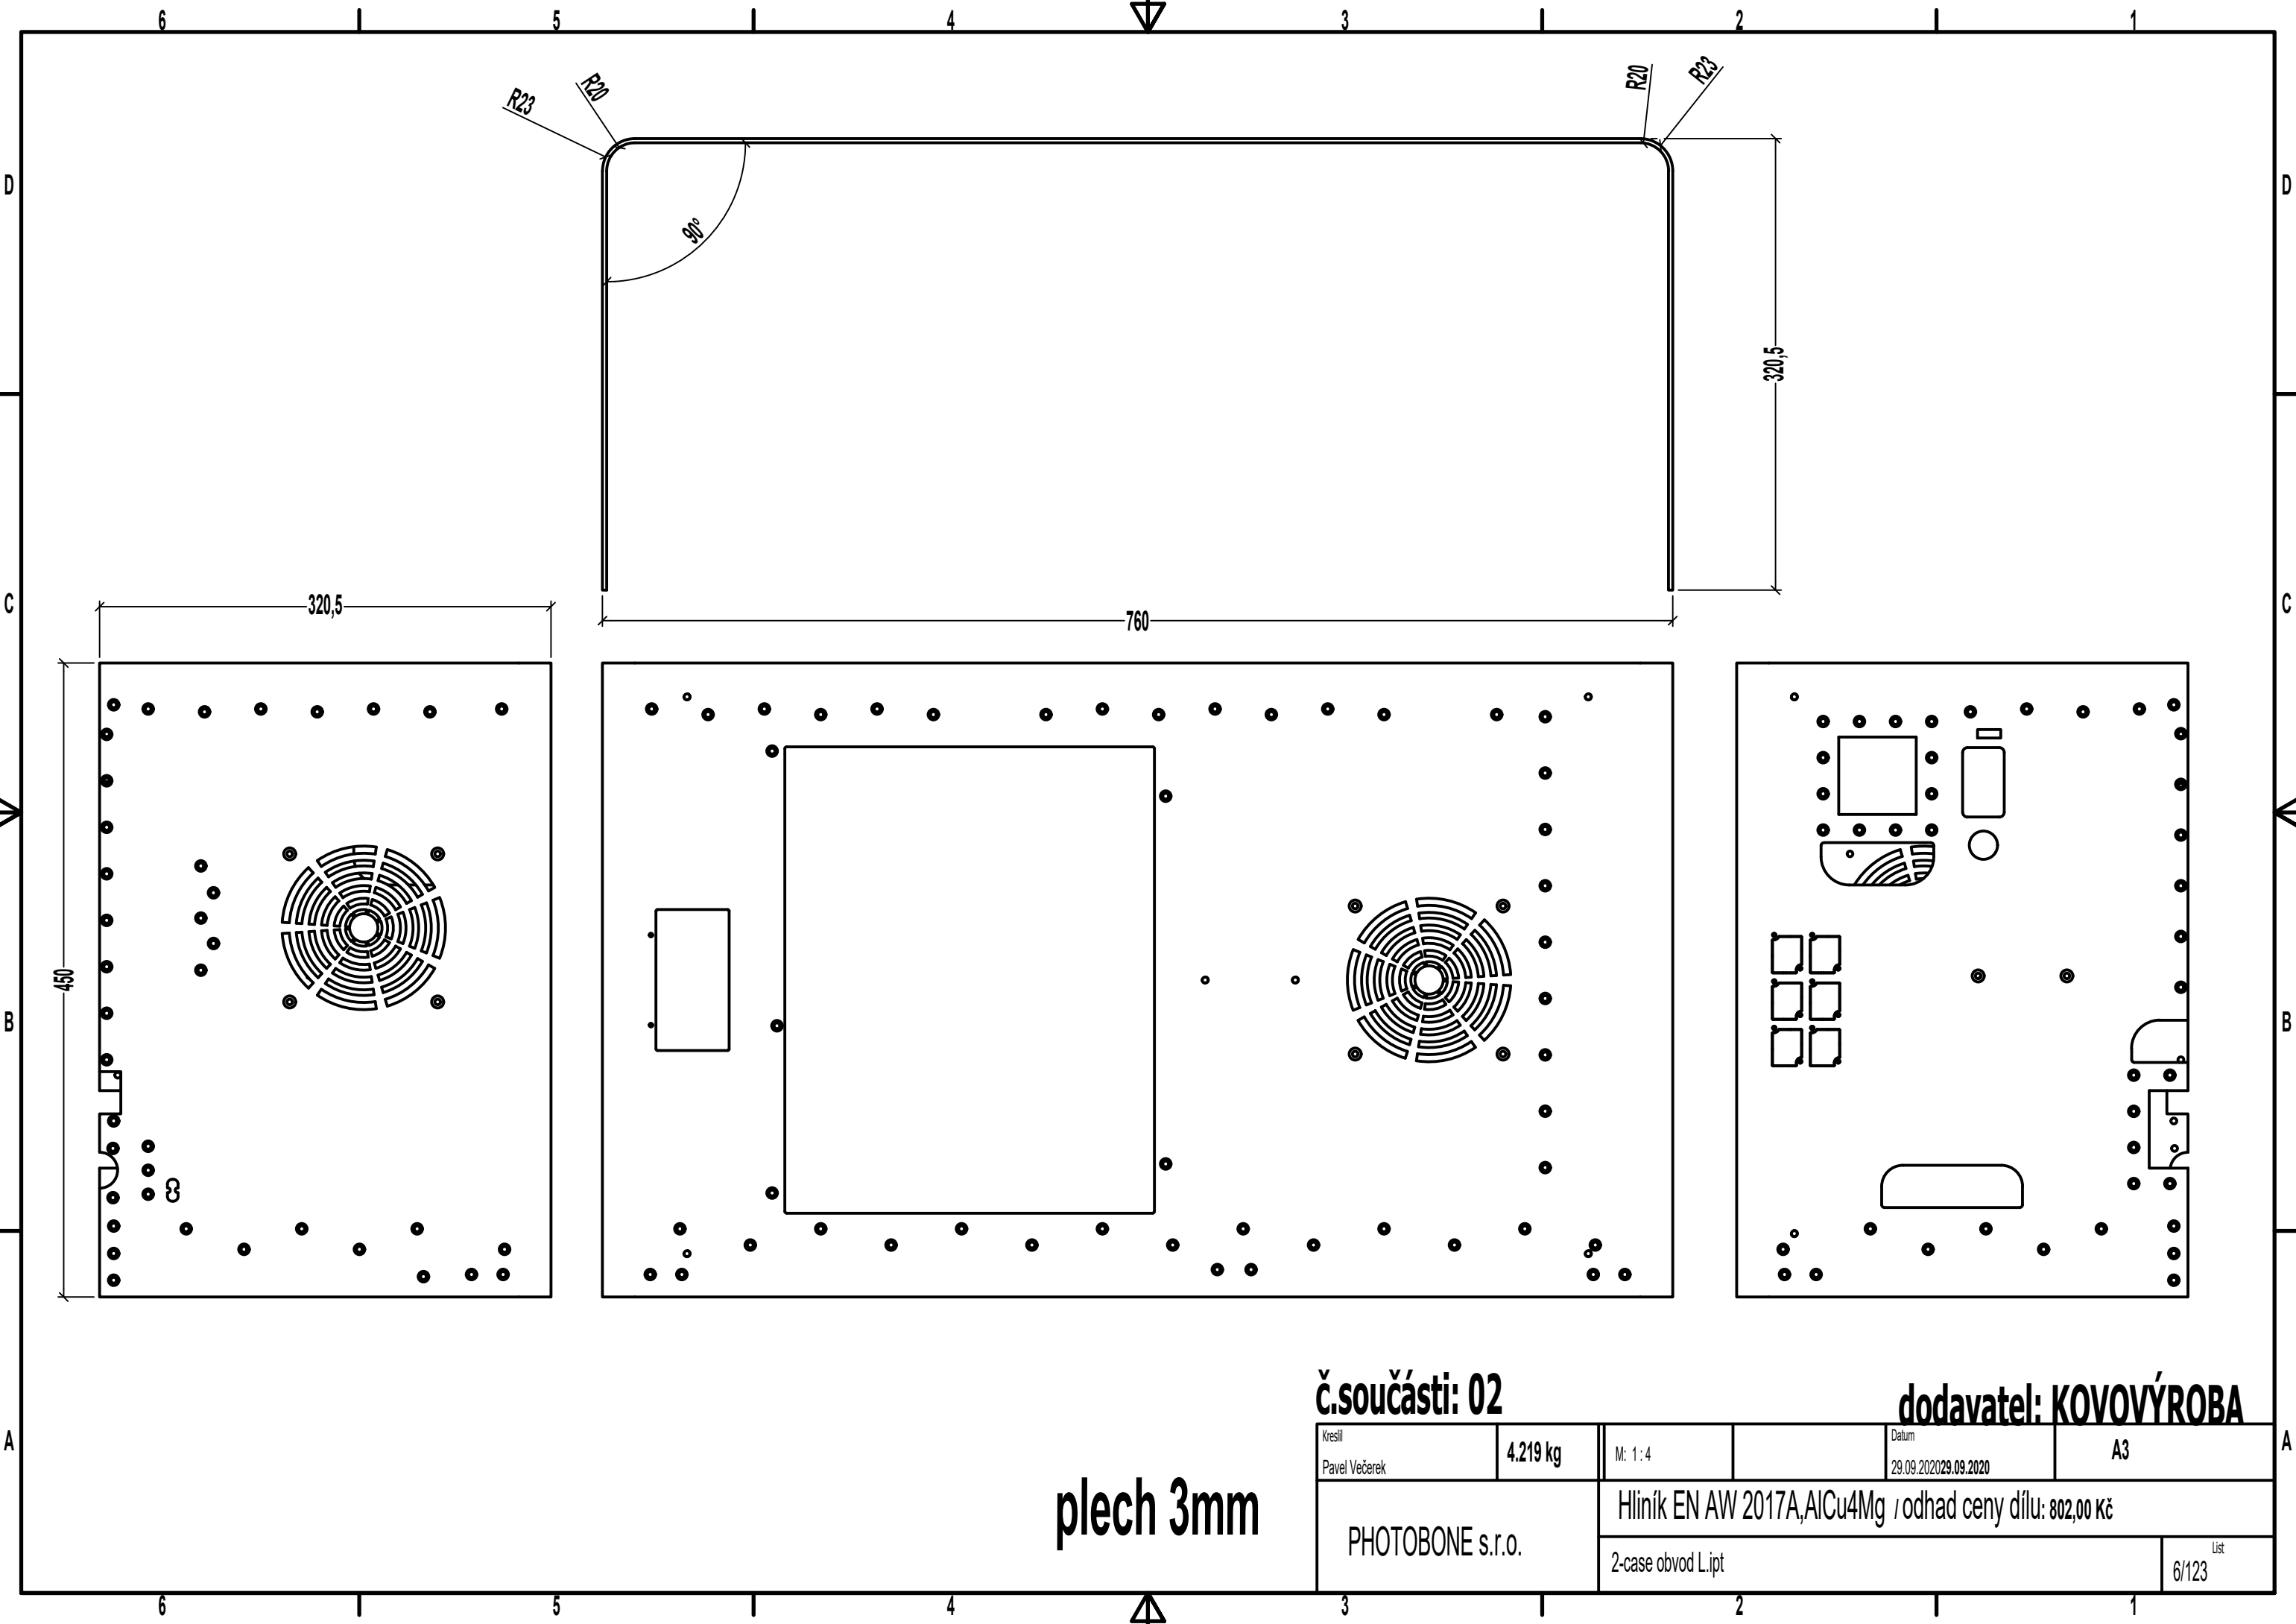 6 5 4 3 2 1
R23
R20
R20
R23
D
D
90°
320,5
C
C
320,5
760
450
B
B
č.součásti: 02
dodavatel: KOVOVÝROBA
A
A
Kreslil
Pavel Večerek
4.219 kg
M: 1 : 4
Datum
29.09.202029.09.2020
A3
plech 3mm
Hliník EN AW 2017A,AlCu4Mg / odhad ceny dílu: 802,00 Kč
PHOTOBONE s.r.o.
2-case obvod L.ipt
List
6/123
6 5 4 3 2 1